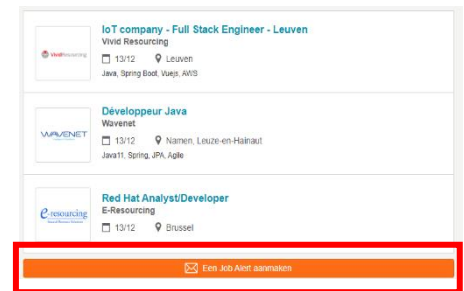 IoT company - Full Stack Engineer - Leuven
Vivid Resourcing
vividresourcing
13/12 Leuven
Java, Spring Boot, Vuejs, AWS
Développeur Java
Wavenet
WAVENET
13/12 Namen, Leuze-en-Hainaut
Java11, Spring, JPA, Agile
Red Hat Analyst/Developer
E-Resourcing
e-resourcing
13/12 Brussel
Een Job Alert aanmaken